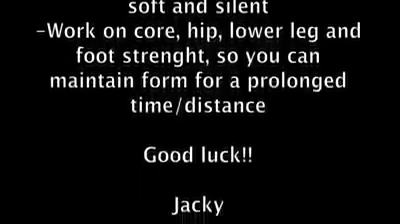 soft and silent
-Work on core, hip, lower leg and
foot strenght, so you can
maintain form for a prolonged
time/distance
Good luck!!
Jacky